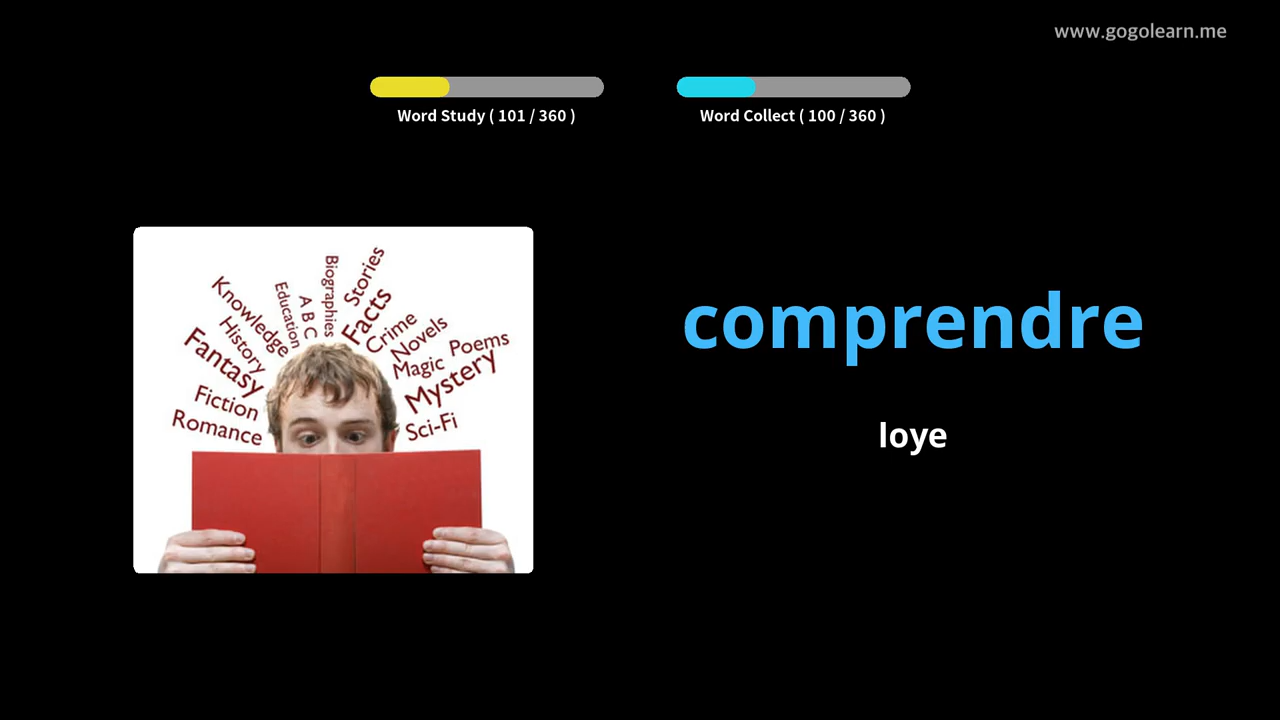 www.gogolearn.me
Word Study ( 101 / 360 )
Word Collect ( 100 / 360 )
Biographies
Stories
Education
A B C
Facts
Knowledge
Crime
History
Novels
Fantasy
Magic
Poems
Mystery
Fiction
Romance
Sci-Fi
comprendre
loye